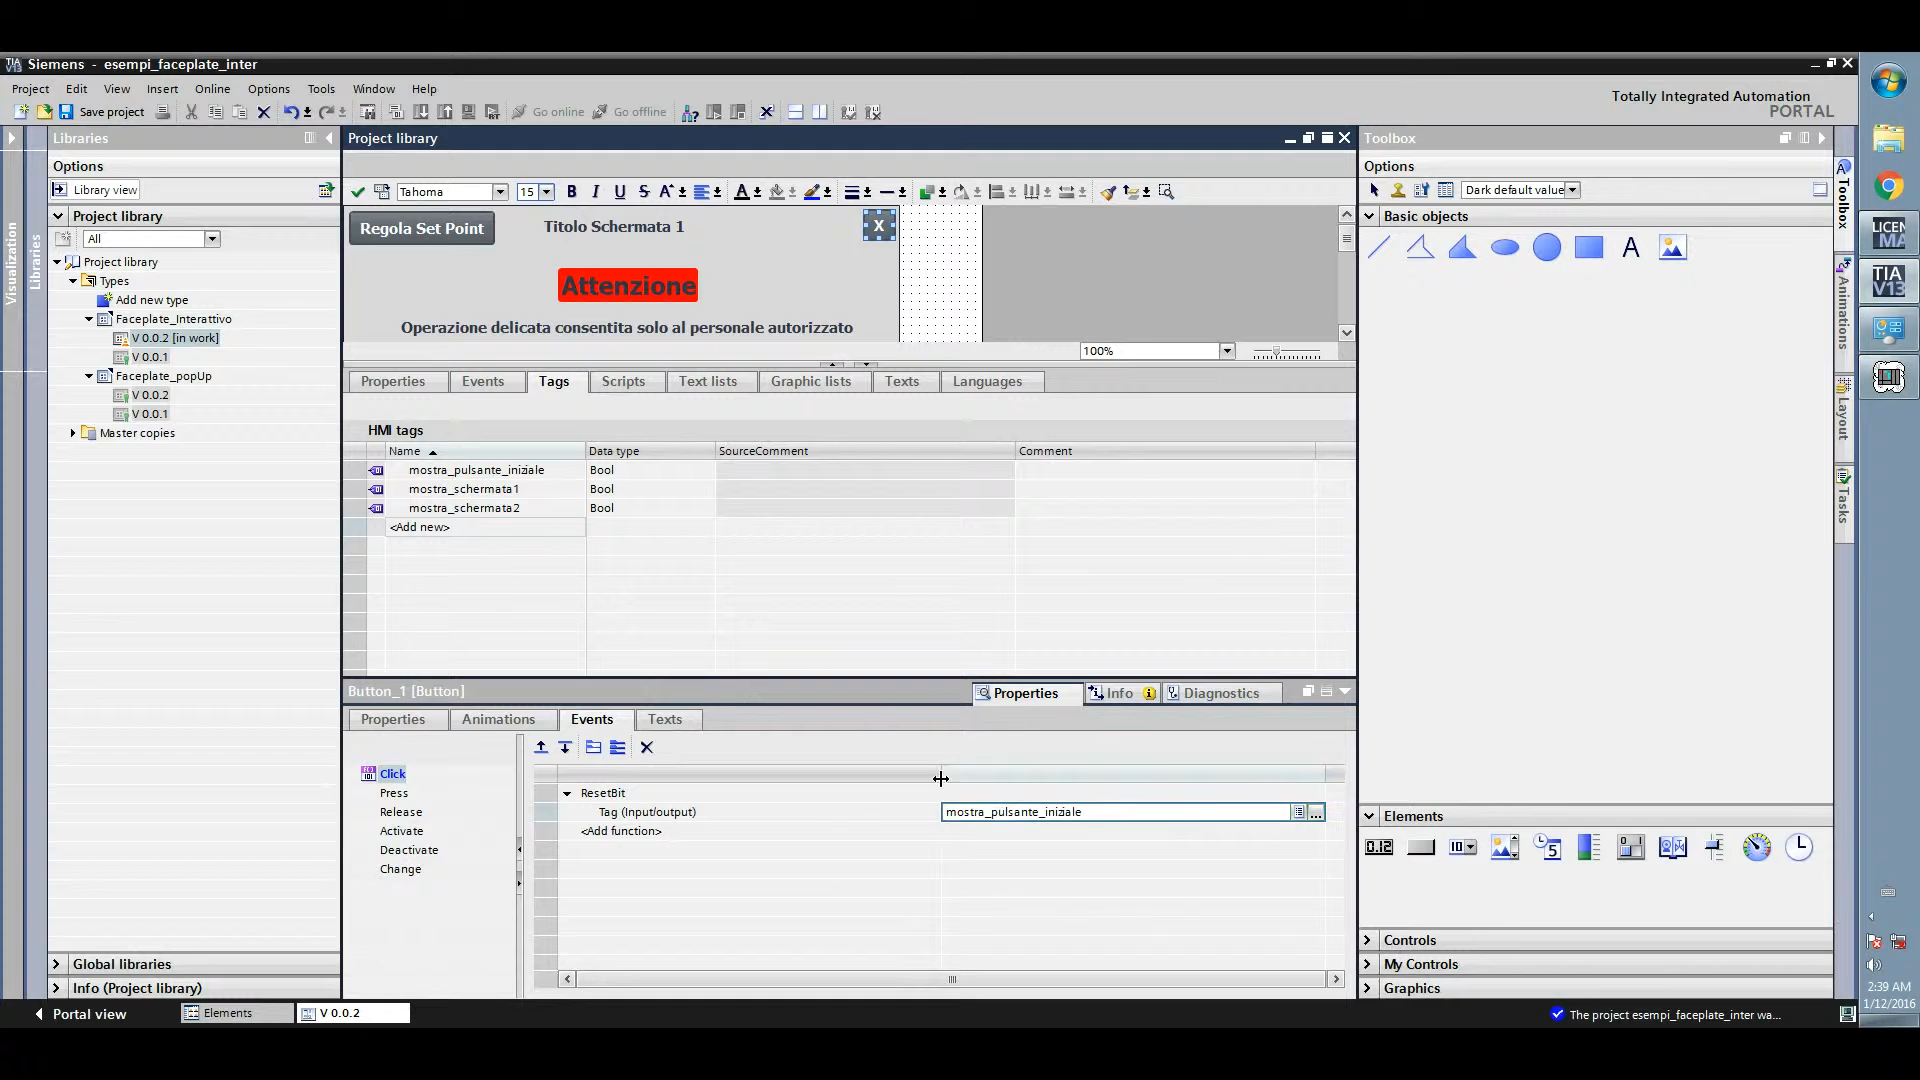 Siemens - esempi_faceplate_inter
Project Edit View Insert Online Options Tools Window Help
Totally Integrated Automation
PORTAL
Save project Go online Go offline
Libraries
Project library
Toolbox
Options
Options
Library view
Tahoma 15 B I U S
Dark default value
Project library
Basic objects
All
Regola Set Point
Titolo Schermata 1
X
Project library
Types
Attenzione
Add new type
Faceplate_Interattivo
Operazione delicata consentita solo al personale autorizzato
V 0.0.2 [in work]
V 0.0.1
100%
Faceplate_popUp
Properties Events Tags Scripts Text lists Graphic lists Texts Languages
V 0.0.2
V 0.0.1
Master copies
HMI tags
Name Data type SourceComment Comment
mostra_pulsante_iniziale Bool
mostra_schermata1 Bool
mostra_schermata2 Bool
<Add new>
Button_1 [Button]
Properties Info Diagnostics
Properties Animations Events Texts
Click
Press
Release
Activate
Deactivate
Change
ResetBit
Tag (Input/output) mostra_pulsante_iniziale
<Add function>
Elements
Controls
My Controls
Graphics
Global libraries
Info (Project library)
Portal view
Elements
V 0.0.2
The project esempi_faceplate_inter wa...
Visualization
Libraries
Toolbox
Animations
Layout
Tasks
LICEN
MA
TIA
V13
2:39 AM
1/12/2016